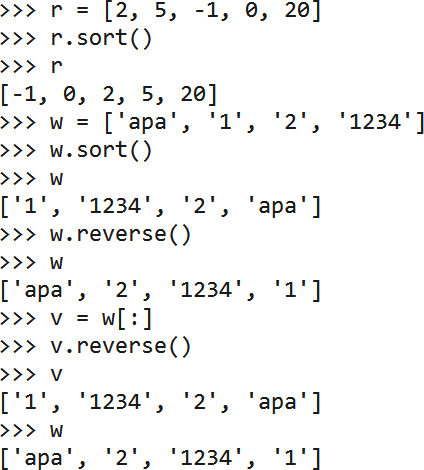 >>> r = [2, 5, -1, 0, 20]
>>> r.sort()
>>> r
[-1, 0, 2, 5, 20]
>>> w = ['apa', '1', '2', '1234']
>>> w.sort()
>>> w
['1', '1234', '2', 'apa']
>>> w.reverse()
>>> w
['apa', '2', '1234', '1']
>>> v = w[:]
>>> v.reverse()
>>> v
['1', '1234', '2', 'apa']
>>> w
['apa', '2', '1234', '1']